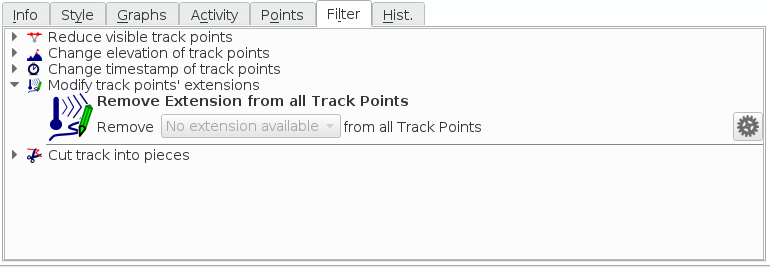 Info Style Graphs Activity Points Filter Hist.
Reduce visible track points
Change elevation of track points
Change timestamp of track points
Modify track points' extensions
Remove Extension from all Track Points
Remove No extension available from all Track Points
Cut track into pieces